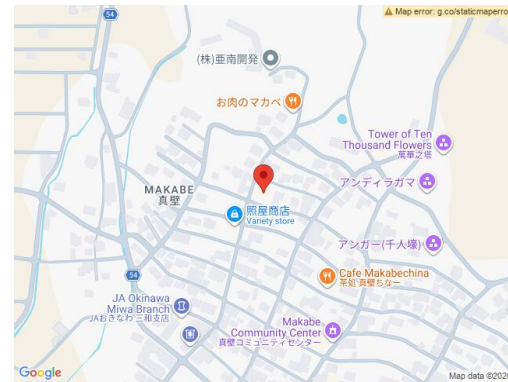 54
Map error: g.co/staticmaperro
(株)亜南開発
お肉のマカベ
Tower of Ten
Thousand Flowers
萬華之塔
アンディラガマ
MAKABE
真壁
照屋商店
Variety store
アンガー(千人壕)
54
Cafe Makabechina
茶処 真壁ちなー
JA Okinawa
Miwa Branch
JAおきなわ 三和支店
Makabe
Community Center
真壁コミュニティセンター
Google
Map data ©2026